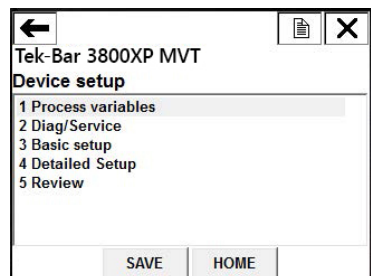 Tek-Bar 3800XP MVT
Device setup
1 Process variables
2 Diag/Service
3 Basic setup
4 Detailed Setup
5 Review
SAVE HOME